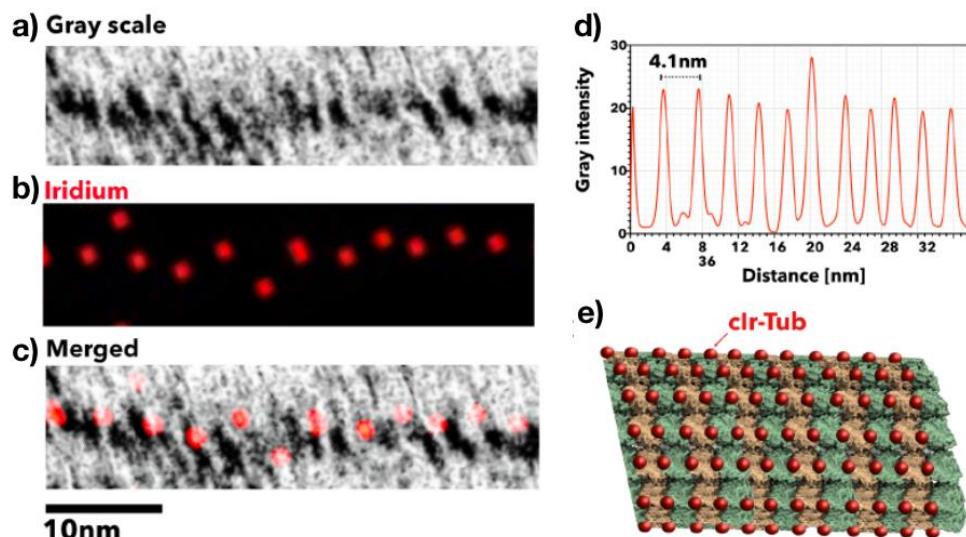 a) Gray scale
b) Iridium
c) Merged
10nm
d)
4.1nm
Gray intensity
30
20
10
0
0 4 8 12 16 20 24 28 32
36
Distance [nm]
e)
cIr-Tub